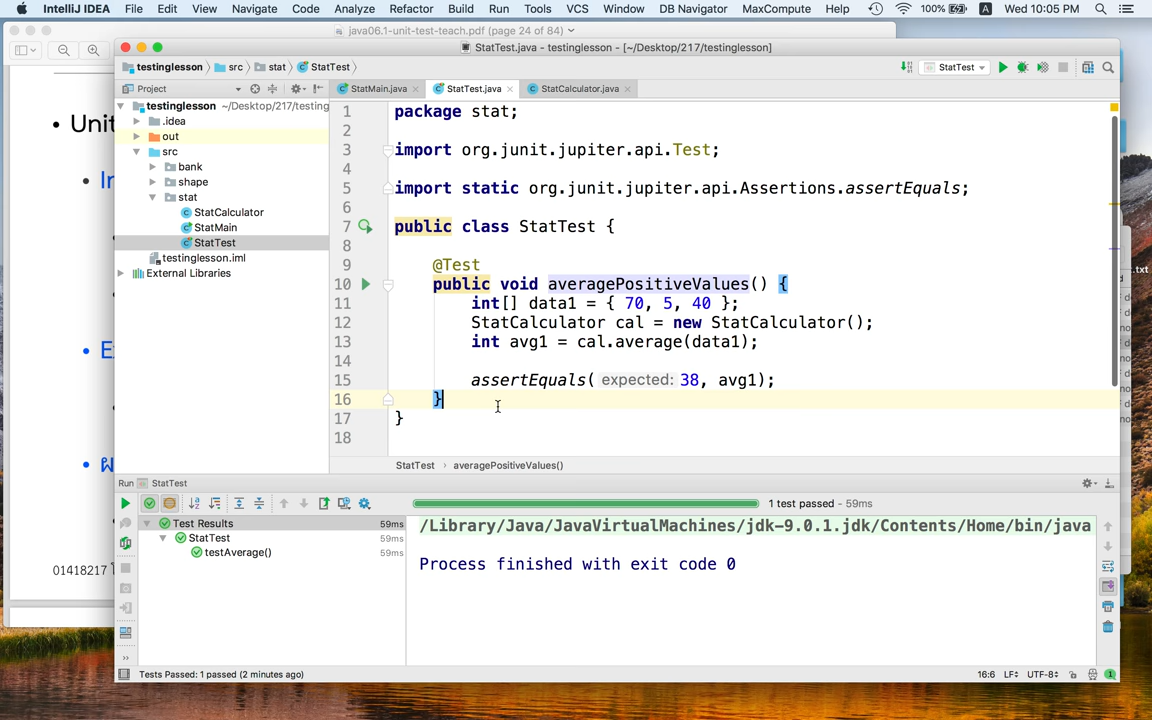 IntelliJ IDEA File Edit View Navigate Code Analyze Refactor Build Run Tools VCS Window DB Navigator MaxCompute Help 100% A Wed 10:05 PM
java06.1-unit-test-teach.pdf (page 24 of 84)
StatTest.java - testinglesson - [~/Desktop/217/testinglesson]
testinglesson src stat StatTest
StatTest
Project
StatMain.java StatTest.java StatCalculator.java
testinglesson ~/Desktop/217/testing
.idea
out
src
bank
shape
stat
StatCalculator
StatMain
StatTest
testinglesson.iml
External Libraries
1 package stat;
2
3 import org.junit.jupiter.api.Test;
4
5 import static org.junit.jupiter.api.Assertions.assertEquals;
6
7 public class StatTest {
8
9 @Test
10 public void averagePositiveValues() {
11 int[] data1 = { 70, 5, 40 };
12 StatCalculator cal = new StatCalculator();
13 int avg1 = cal.average(data1);
14
15 assertEquals( expected: 38, avg1);
16 }
17 }
18
StatTest › averagePositiveValues()
• Unit
• In
• E
• ผ
01418217
.txt
Run StatTest
1 test passed - 59ms
Test Results 59ms
StatTest 59ms
testAverage() 59ms
/Library/Java/JavaVirtualMachines/jdk-9.0.1.jdk/Contents/Home/bin/java
Process finished with exit code 0
Tests Passed: 1 passed (2 minutes ago)
16:6 LF UTF-8 1